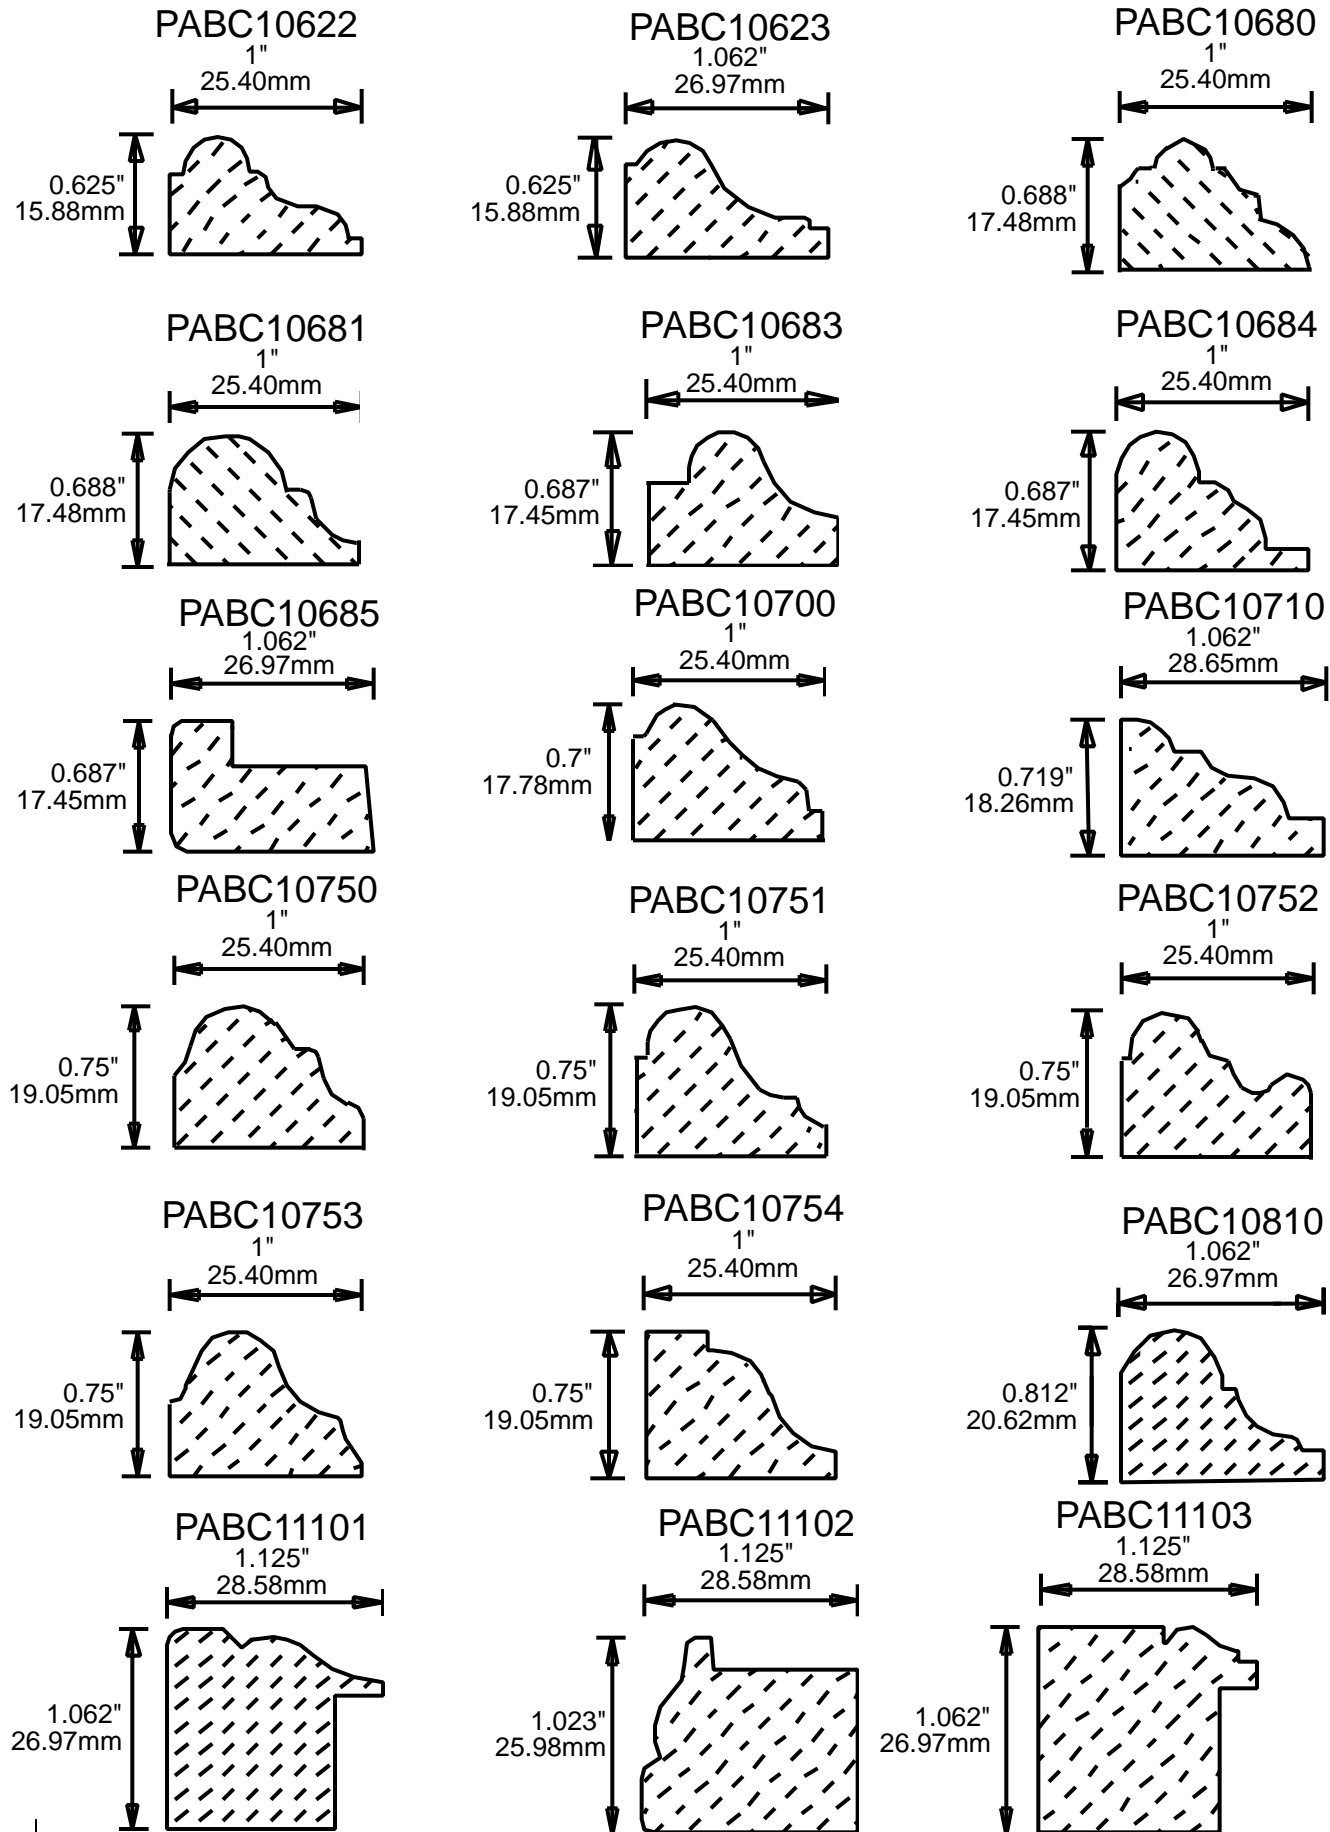 PABC10622
1"
25.40mm
0.625"
15.88mm
PABC10623
1.062"
26.97mm
0.625"
15.88mm
PABC10680
1"
25.40mm
0.688"
17.48mm
PABC10681
1"
25.40mm
0.688"
17.48mm
PABC10683
1"
25.40mm
0.687"
17.45mm
PABC10684
1"
25.40mm
0.687"
17.45mm
PABC10685
1.062"
26.97mm
0.687"
17.45mm
PABC10700
1"
25.40mm
0.7"
17.78mm
PABC10710
1.062"
28.65mm
0.719"
18.26mm
PABC10750
1"
25.40mm
0.75"
19.05mm
PABC10751
1"
25.40mm
0.75"
19.05mm
PABC10752
1"
25.40mm
0.75"
19.05mm
PABC10753
1"
25.40mm
0.75"
19.05mm
PABC10754
1"
25.40mm
0.75"
19.05mm
PABC10810
1.062"
26.97mm
0.812"
20.62mm
PABC11101
1.125"
28.58mm
1.062"
26.97mm
PABC11102
1.125"
28.58mm
1.023"
25.98mm
PABC11103
1.125"
28.58mm
1.062"
26.97mm